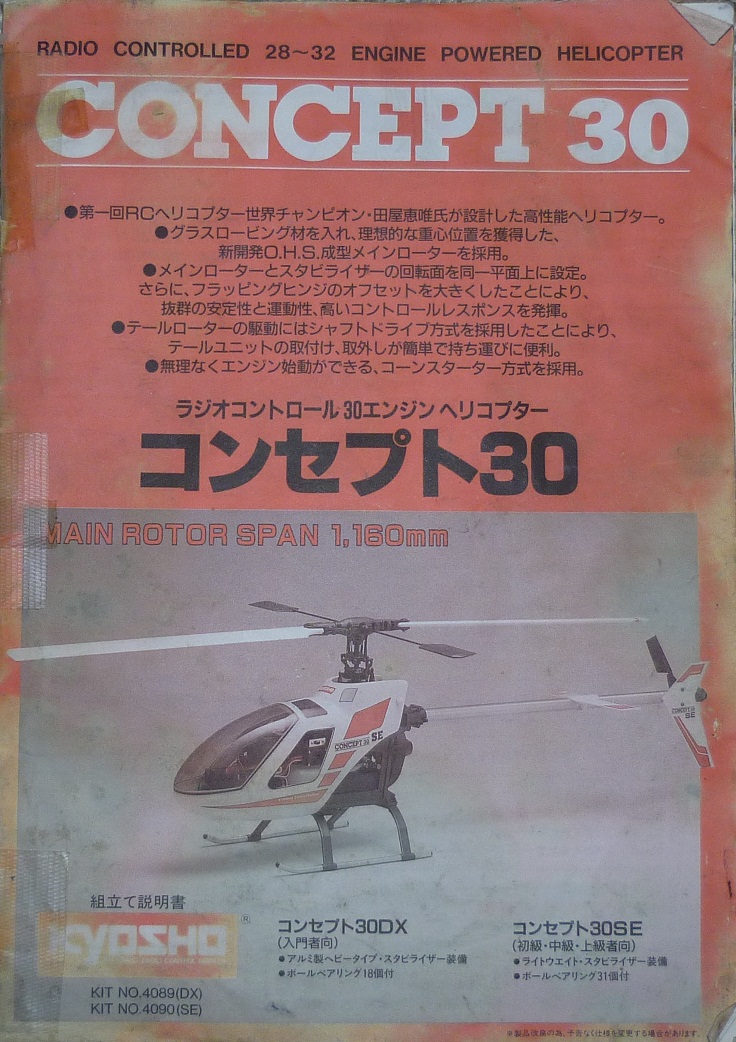 RADIO CONTROLLED 28～32 ENGINE POWERED HELICOPTER
CONCEPT 30
●第一回RCヘリコプター世界チャンピオン・田屋恵唯氏が設計した高性能ヘリコプター。
●グラスロービング材を入れ、理想的な重心位置を獲得した、
新開発O.H.S.成型メインローターを採用。
●メインローターとスタビライザーの回転面を同一平面上に設定。
さらに、フラッピングヒンジのオフセットを大きくしたことにより、
抜群の安定性と運動性、高いコントロールレスポンスを発揮。
●テールローターの駆動にはシャフトドライブ方式を採用したことにより、
テールユニットの取付け、取外しが簡単で持ち運びに便利。
●無理なくエンジン始動ができる、コーンスターター方式を採用。
ラジオコントロール30エンジン ヘリコプター
コンセプト30
MAIN ROTOR SPAN 1,160mm
CONCEPT 30 SE
CONCEPT 30
SE
組立て説明書
KYOSHO ®
KIT NO.4089(DX)
KIT NO.4090(SE)
コンセプト30DX
(入門者向)
●アルミ製ヘビータイプ・スタビライザー装備
●ボールベアリング18個付
コンセプト30SE
(初級・中級・上級者向)
●ライトウエイト・スタビライザー装備
●ボールベアリング31個付
※製品改良の為、予告なく仕様を変更する場合があります。